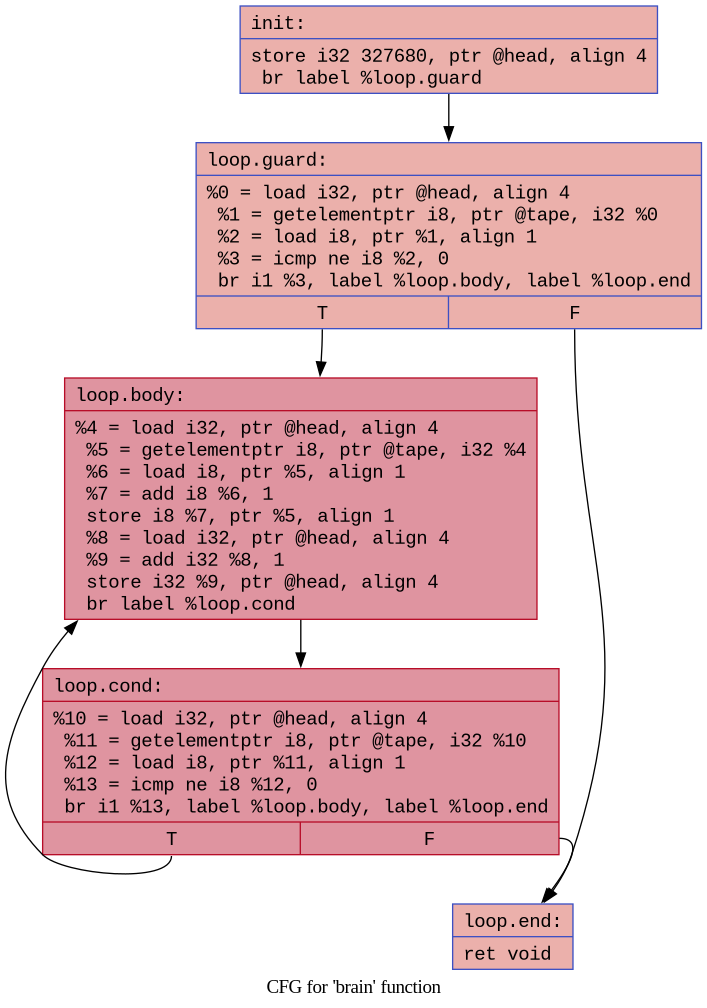 init:
store i32 327680, ptr @head, align 4
br label %loop.guard
loop.guard:
%0 = load i32, ptr @head, align 4
%1 = getelementptr i8, ptr @tape, i32 %0
%2 = load i8, ptr %1, align 1
%3 = icmp ne i8 %2, 0
br i1 %3, label %loop.body, label %loop.end
T F
loop.body:
%4 = load i32, ptr @head, align 4
%5 = getelementptr i8, ptr @tape, i32 %4
%6 = load i8, ptr %5, align 1
%7 = add i8 %6, 1
store i8 %7, ptr %5, align 1
%8 = load i32, ptr @head, align 4
%9 = add i32 %8, 1
store i32 %9, ptr @head, align 4
br label %loop.cond
loop.cond:
%10 = load i32, ptr @head, align 4
%11 = getelementptr i8, ptr @tape, i32 %10
%12 = load i8, ptr %11, align 1
%13 = icmp ne i8 %12, 0
br i1 %13, label %loop.body, label %loop.end
T F
loop.end:
ret void
CFG for 'brain' function